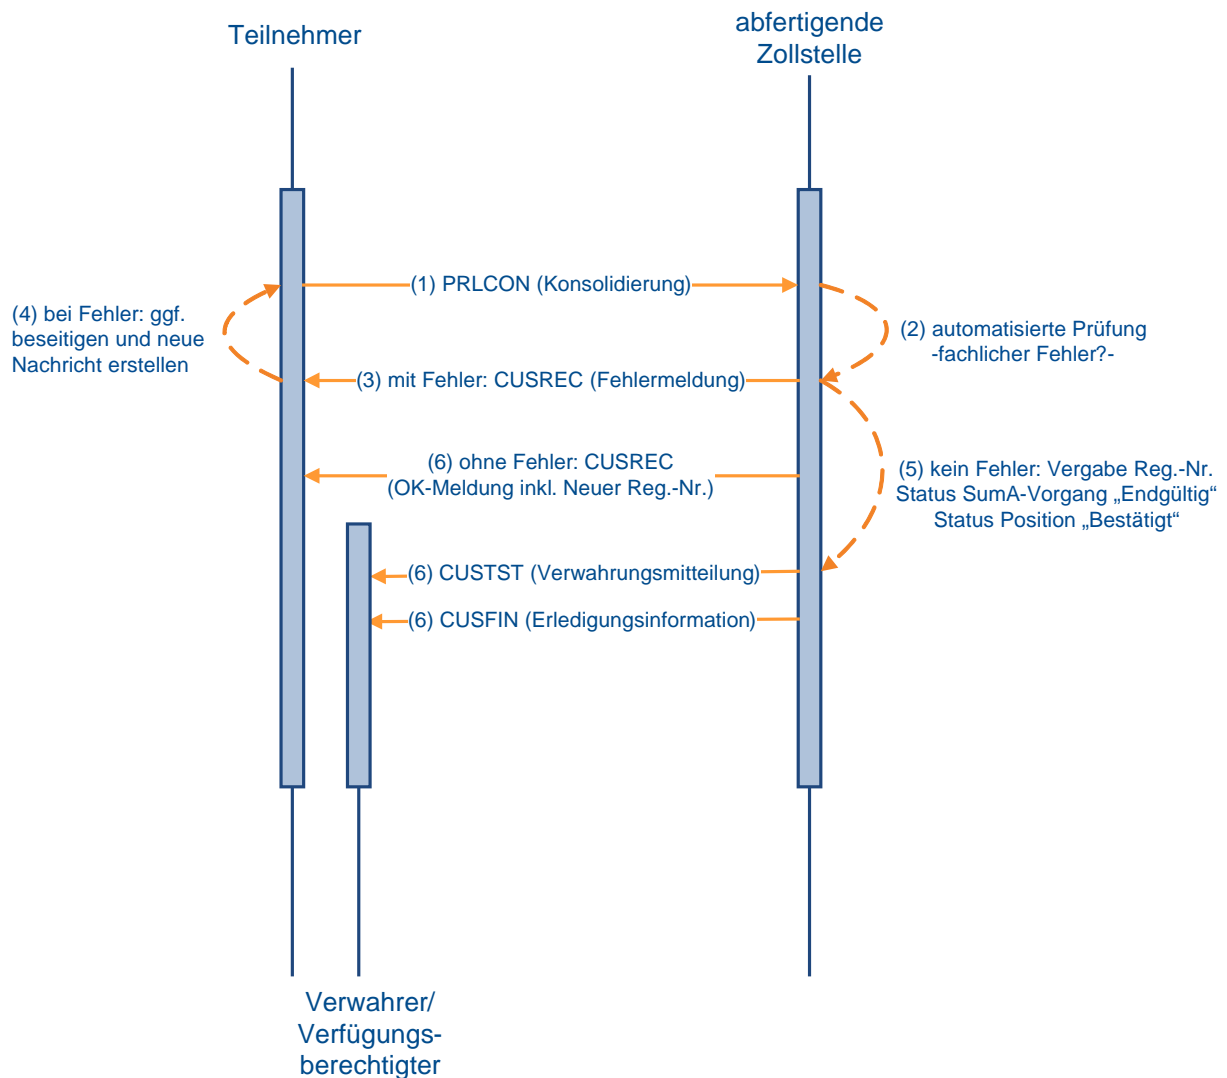 Teilnehmer
abfertigende
Zollstelle
(1) PRLCON (Konsolidierung)
(4) bei Fehler: ggf.
beseitigen und neue
Nachricht erstellen
(2) automatisierte Prüfung
-fachlicher Fehler?-
(3) mit Fehler: CUSREC (Fehlermeldung)
(6) ohne Fehler: CUSREC
(OK-Meldung inkl. Neuer Reg.-Nr.)
(5) kein Fehler: Vergabe Reg.-Nr.
Status SumA-Vorgang „Endgültig“
Status Position „Bestätigt“
(6) CUSTST (Verwahrungsmitteilung)
(6) CUSFIN (Erledigungsinformation)
Verwahrer/
Verfügungs-
berechtigter